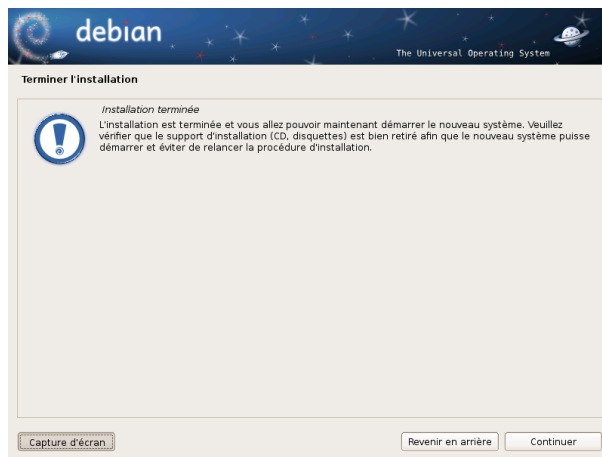 debian
The Universal Operating System
Terminer l'installation
Installation terminée
L'installation est terminée et vous allez pouvoir maintenant démarrer le nouveau système. Veuillez
vérifier que le support d'installation (CD, disquettes) est bien retiré afin que le nouveau système puisse
démarrer et éviter de relancer la procédure d'installation.
Capture d'écran
Revenir en arrière
Continuer